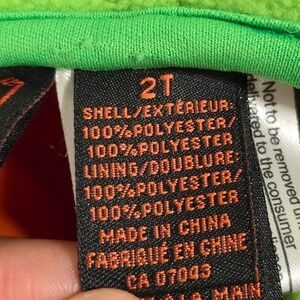 2T
SHELL/EXTÉRIEUR:
100%POLYESTER/
100%POLYESTER
LINING/DOUBLURE:
100%POLYESTER/
100%POLYESTER
MADE IN CHINA
FABRIQUÉ EN CHINE
CA 07043
MAIN
Not to be removed
delivered to the consumer